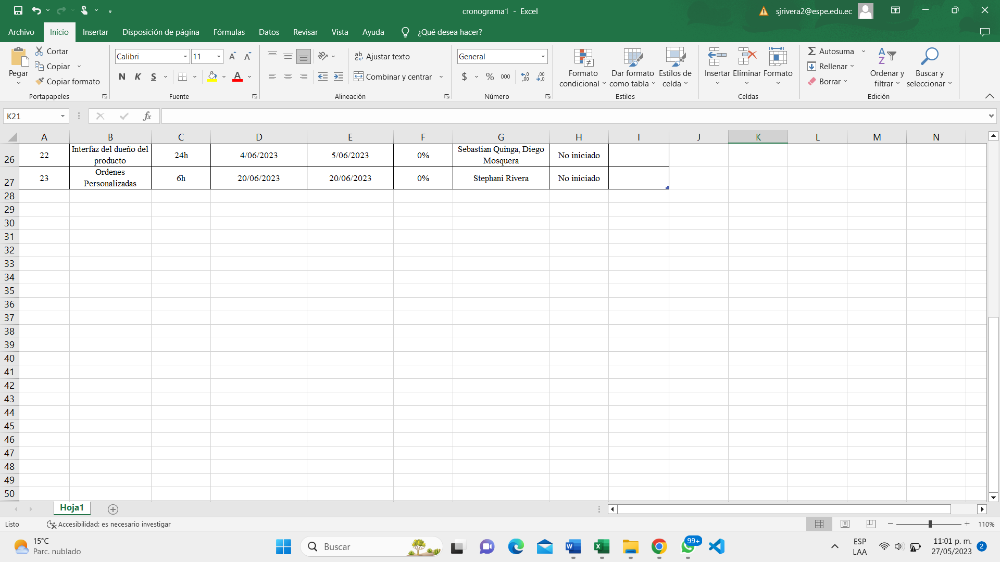 cronograma1 - Excel
sjrivera2@espe.edu.ec
Archivo Inicio Insertar Disposición de página Fórmulas Datos Revisar Vista Ayuda ¿Qué desea hacer?
Pegar
Cortar
Copiar
Copiar formato
Portapapeles
Calibri 11
N K S
Fuente
Ajustar texto
Combinar y centrar
Alineación
General
$ % 000
Número
Formato condicional
Dar formato como tabla
Estilos de celda
Estilos
Insertar Eliminar Formato
Celdas
Autosuma
Rellenar
Borrar
Ordenar y filtrar
Buscar y seleccionar
Edición
K21 fx
A B C D E F G H I J K L M N
26 22 Interfaz del dueño del producto 24h 4/06/2023 5/06/2023 0% Sebastian Quinga, Diego Mosquera No iniciado
27 23 Ordenes Personalizadas 6h 20/06/2023 20/06/2023 0% Stephani Rivera No iniciado
28
29
30
31
32
33
34
35
36
37
38
39
40
41
42
43
44
45
46
47
48
49
50
Hoja1
Listo Accesibilidad: es necesario investigar 110%
15°C
Parc. nublado
Buscar
99+
ESP
LAA
11:01 p. m.
27/05/2023
2